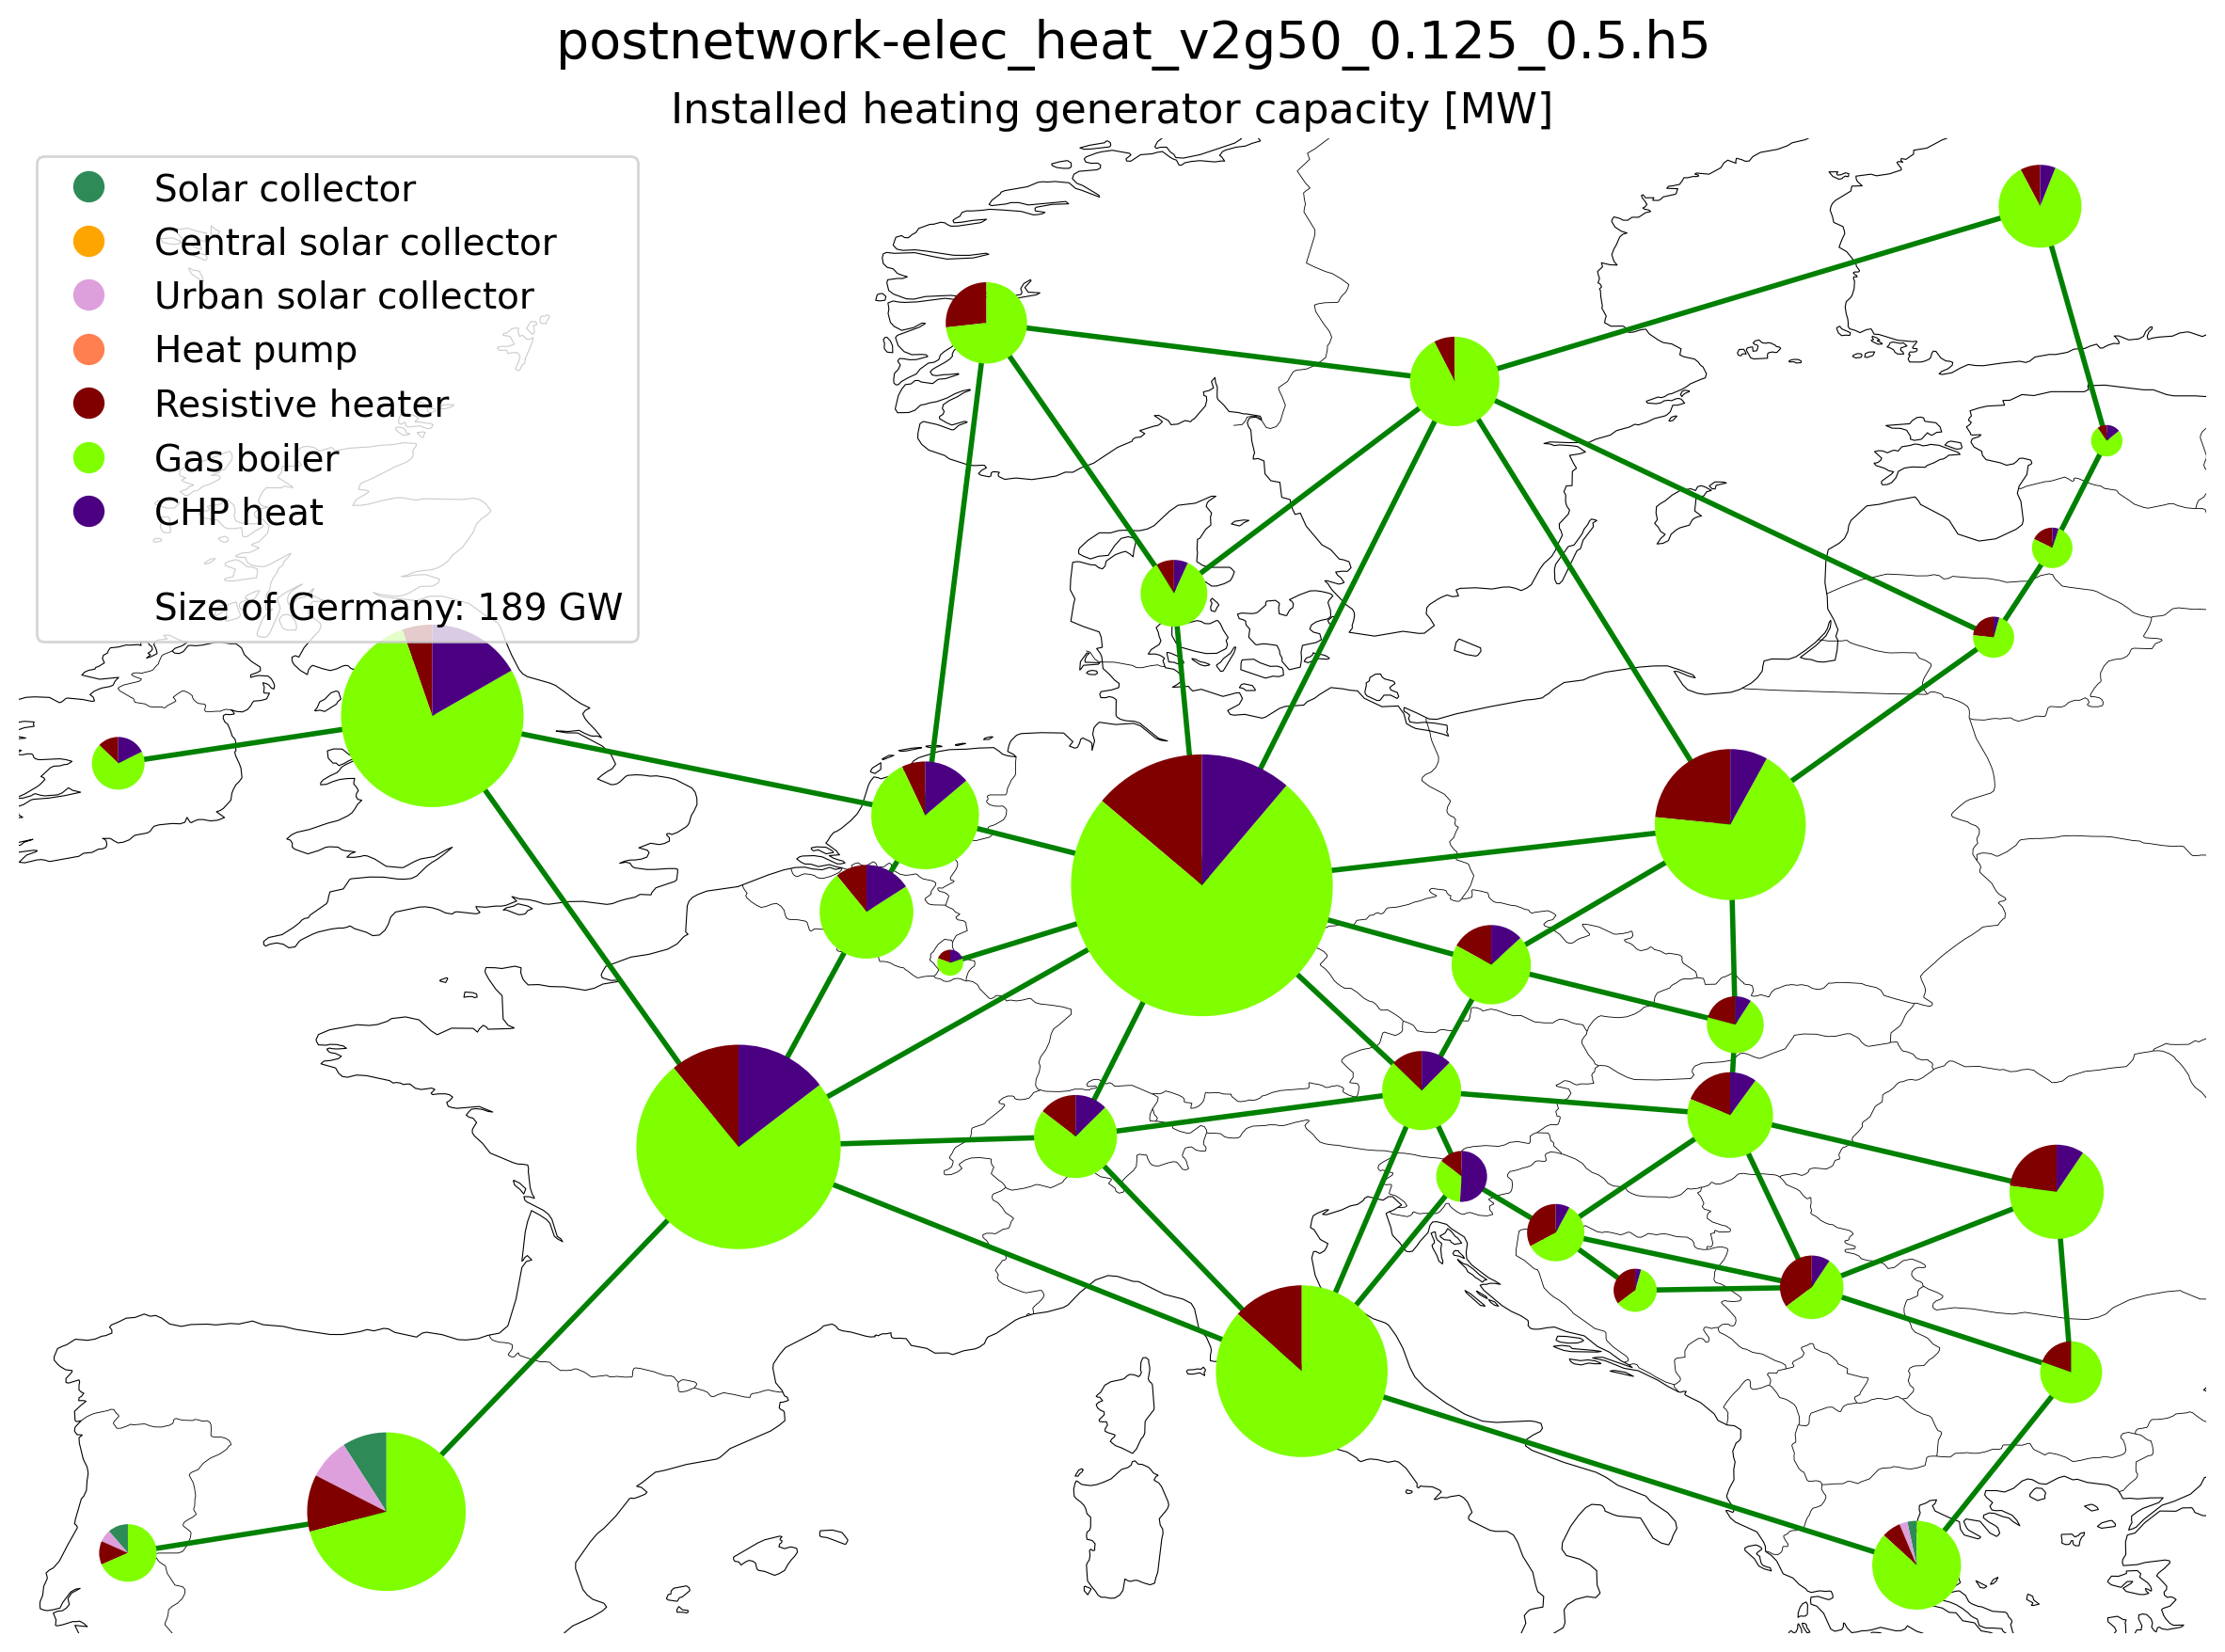 postnetwork-elec_heat_v2g50_0.125_0.5.h5
Installed heating generator capacity [MW]
Solar collector
Central solar collector
Urban solar collector
Heat pump
Resistive heater
Gas boiler
CHP heat
Size of Germany: 189 GW